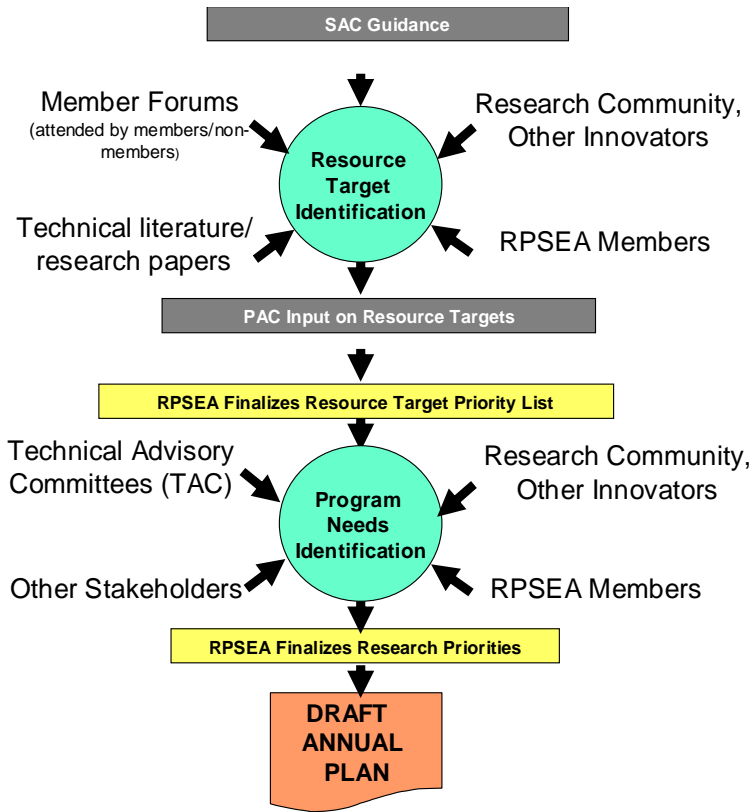 SAC Guidance
Member Forums
(attended by members/non-
members)
Research Community,
Other Innovators
Resource
Target
Identification
Technical literature/
research papers
RPSEA Members
PAC Input on Resource Targets
RPSEA Finalizes Resource Target Priority List
Technical Advisory
Committees (TAC)
Research Community,
Other Innovators
Program
Needs
Identification
Other Stakeholders
RPSEA Members
RPSEA Finalizes Research Priorities
DRAFT
ANNUAL
PLAN